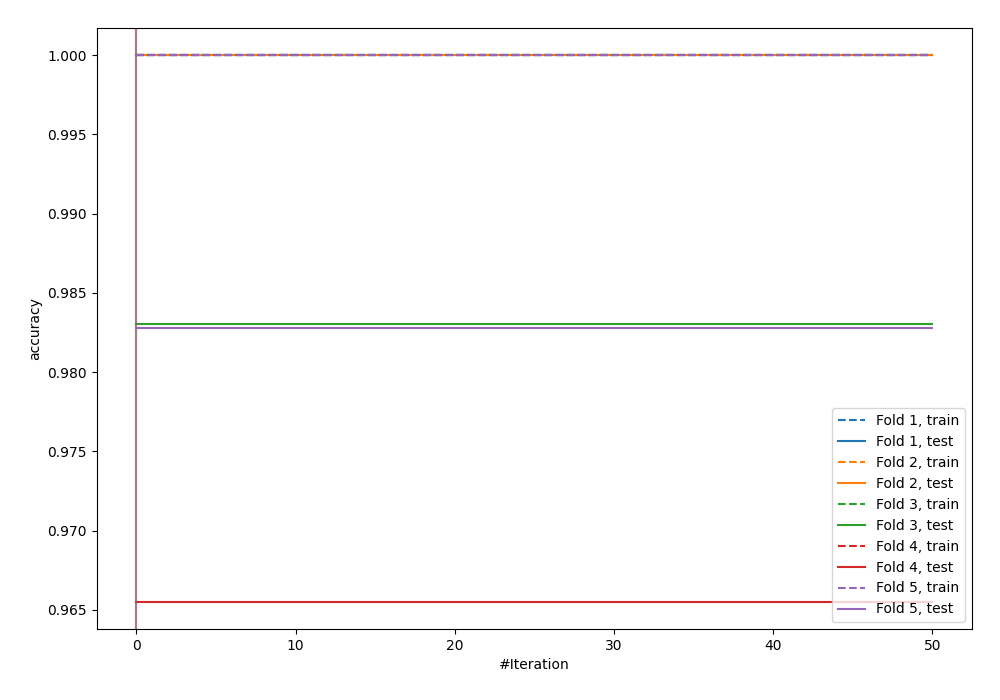 1.000
0.995
0.990
0.985
0.980
0.975
0.970
0.965
accuracy
0
10
20
30
40
50
#Iteration
Fold 1, train
Fold 1, test
Fold 2, train
Fold 2, test
Fold 3, train
Fold 3, test
Fold 4, train
Fold 4, test
Fold 5, train
Fold 5, test